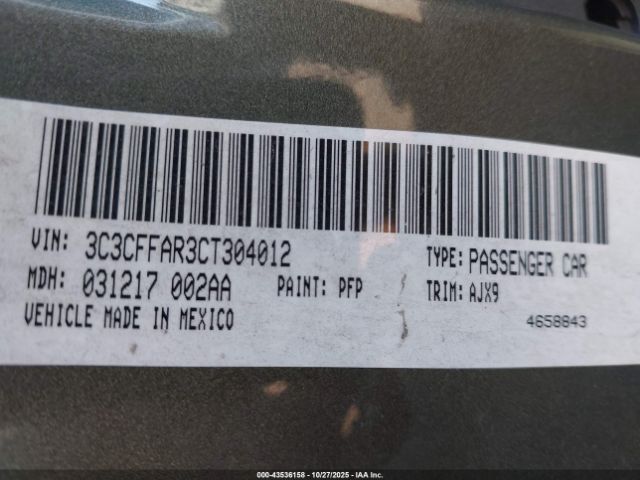 VIN: 3C3CFFAR3CT304012 TYPE: PASSENGER CAR
MDH: 031217 002AA PAINT: PFP TRIM: AJX9
VEHICLE MADE IN MEXICO 4658843
000-43536158 - 10/27/2025 - IAA Inc.